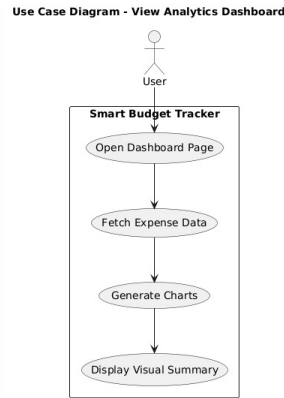 Use Case Diagram - View Analytics Dashboard
User
Smart Budget Tracker
Open Dashboard Page
Fetch Expense Data
Generate Charts
Display Visual Summary